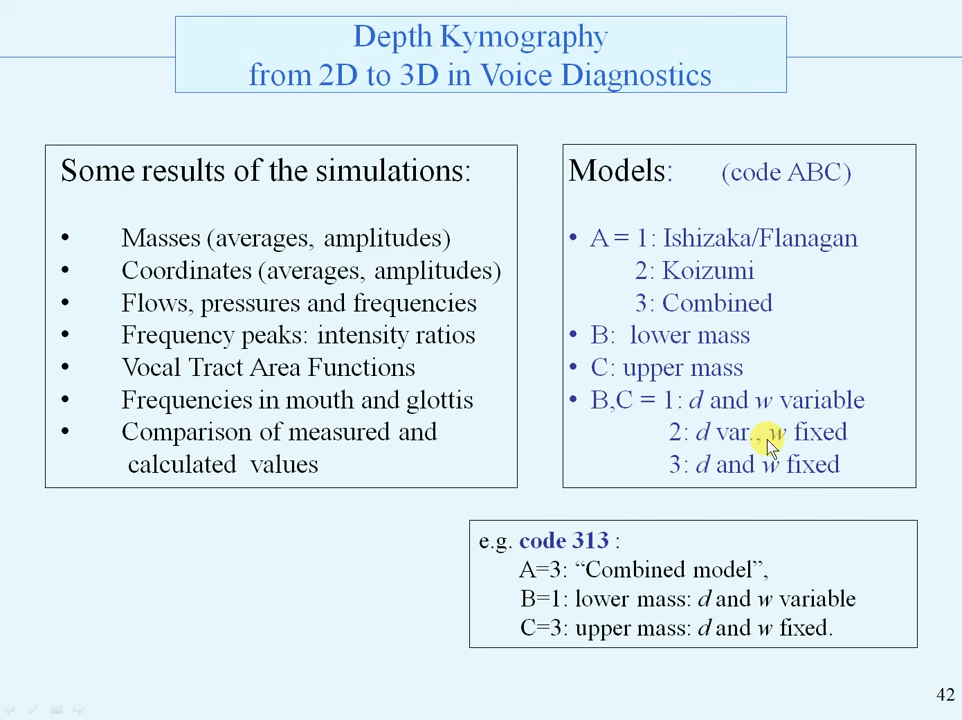 Depth Kymography
from 2D to 3D in Voice Diagnostics
Some results of the simulations:
• Masses (averages, amplitudes)
• Coordinates (averages, amplitudes)
• Flows, pressures and frequencies
• Frequency peaks: intensity ratios
• Vocal Tract Area Functions
• Frequencies in mouth and glottis
• Comparison of measured and
calculated values
Models: (code ABC)
• A = 1: Ishizaka/Flanagan
2: Koizumi
3: Combined
• B: lower mass
• C: upper mass
• B,C = 1: d and w variable
2: d var., w fixed
3: d and w fixed
e.g. code 313 :
A=3: “Combined model”,
B=1: lower mass: d and w variable
C=3: upper mass: d and w fixed.
42